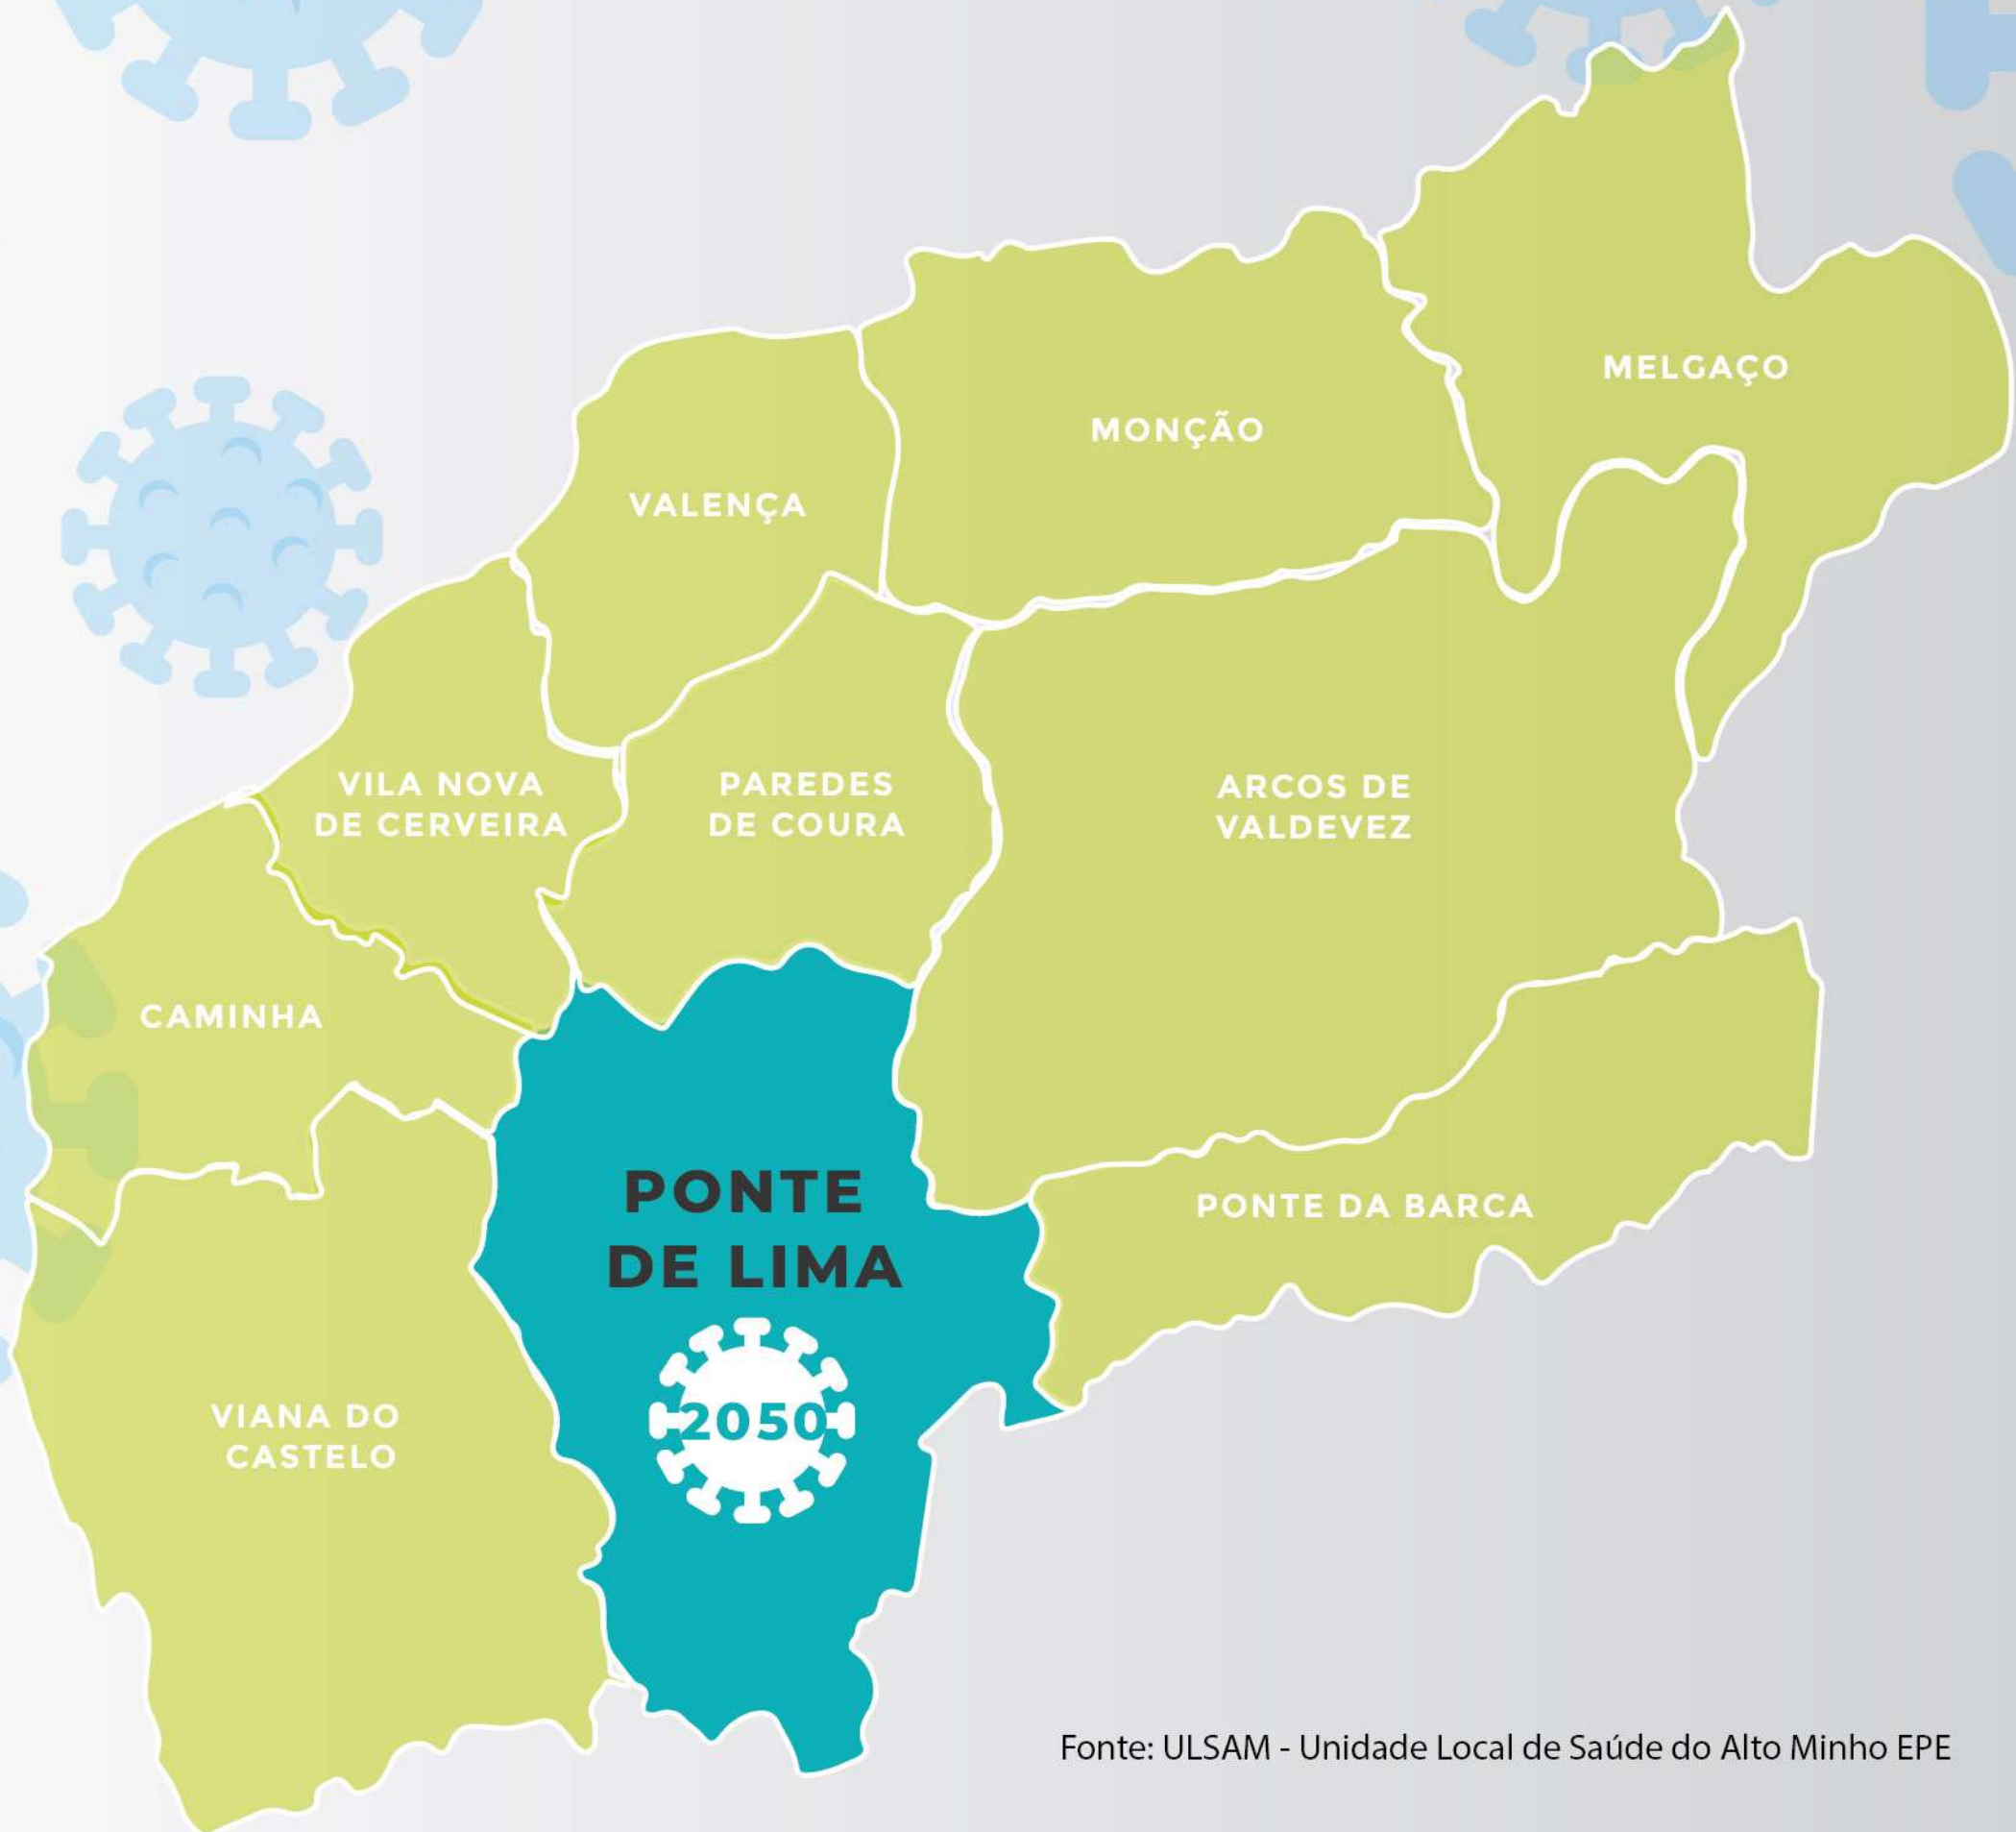 MELGAÇO
MONÇÃO
VALENÇA
VILA NOVA
DE CERVEIRA
PAREDES
DE COURA
ARCOS DE
VALDEVEZ
CAMINHA
PONTE
DE LIMA
2050
PONTE DA BARCA
VIANA DO
CASTELO
Fonte: ULSAM - Unidade Local de Saúde do Alto Minho EPE